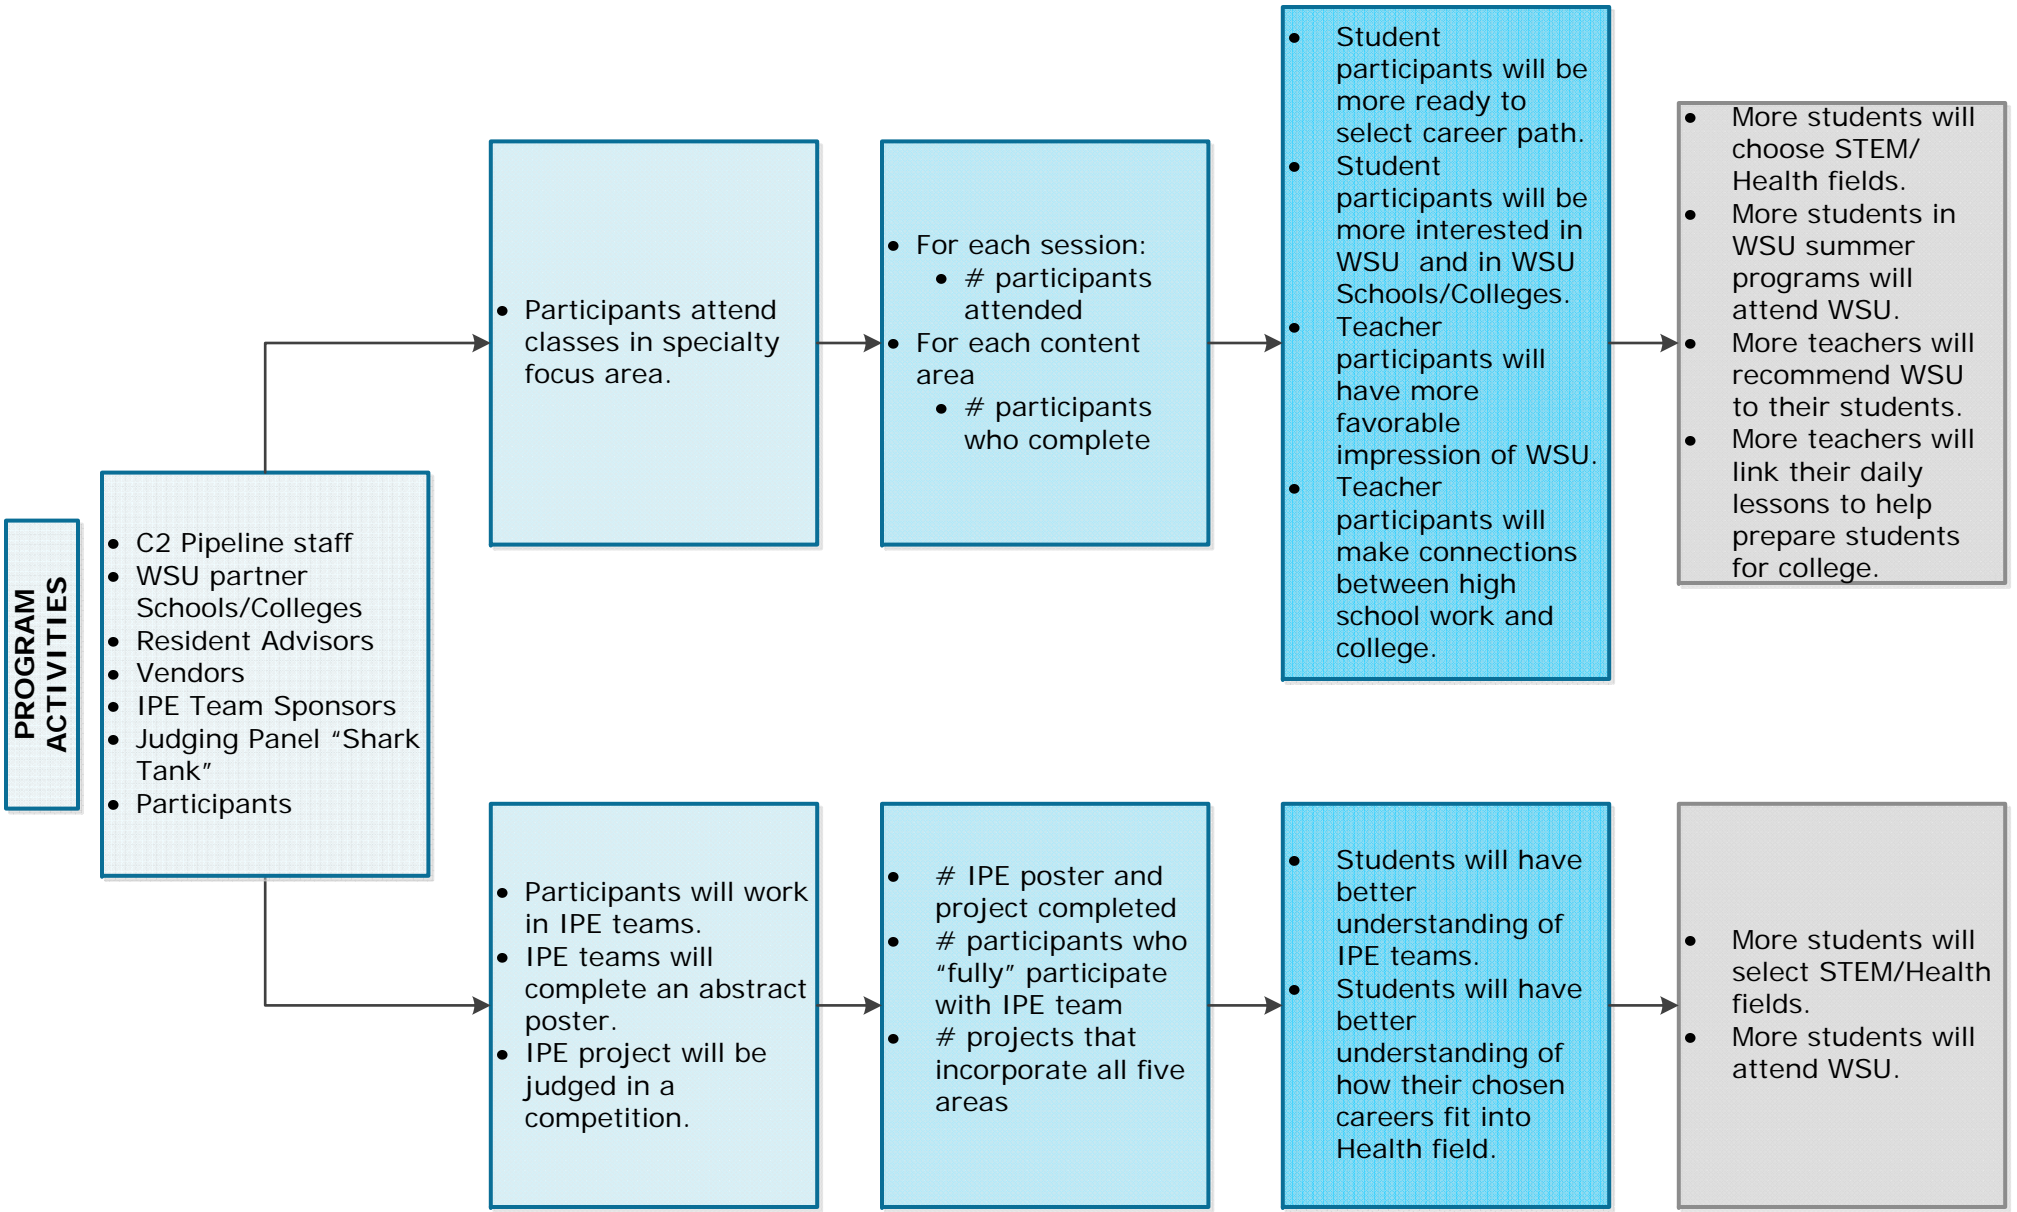 PROGRAM
ACTIVITIES
• C2 Pipeline staff
• WSU partner
Schools/Colleges
• Resident Advisors
• Vendors
• IPE Team Sponsors
• Judging Panel “Shark
Tank”
• Participants
• Participants attend
classes in specialty
focus area.
• For each session:
• # participants
attended
• For each content
area
• # participants
who complete
• Student
participants will be
more ready to
select career path.
• Student
participants will be
more interested in
WSU  and in WSU
Schools/Colleges.
• Teacher
participants will
have more
favorable
impression of WSU.
• Teacher
participants will
make connections
between high
school work and
college.
• More students will
choose STEM/
Health fields.
• More students in
WSU summer
programs will
attend WSU.
• More teachers will
recommend WSU
to their students.
• More teachers will
link their daily
lessons to help
prepare students
for college.
• Participants will work
in IPE teams.
• IPE teams will
complete an abstract
poster.
• IPE project will be
judged in a
competition.
• # IPE poster and
project completed
• # participants who
“fully” participate
with IPE team
• # projects that
incorporate all five
areas
• Students will have
better
understanding of
IPE teams.
• Students will have
better
understanding of
how their chosen
careers fit into
Health field.
• More students will
select STEM/Health
fields.
• More students will
attend WSU.